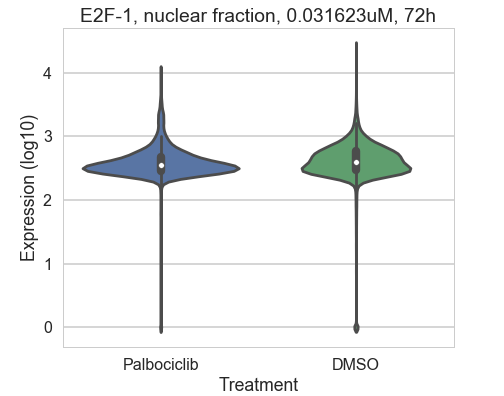 E2F-1, nuclear fraction, 0.031623uM, 72h
Expression (log10)
4
3
2
1
0
Palbociclib
DMSO
Treatment